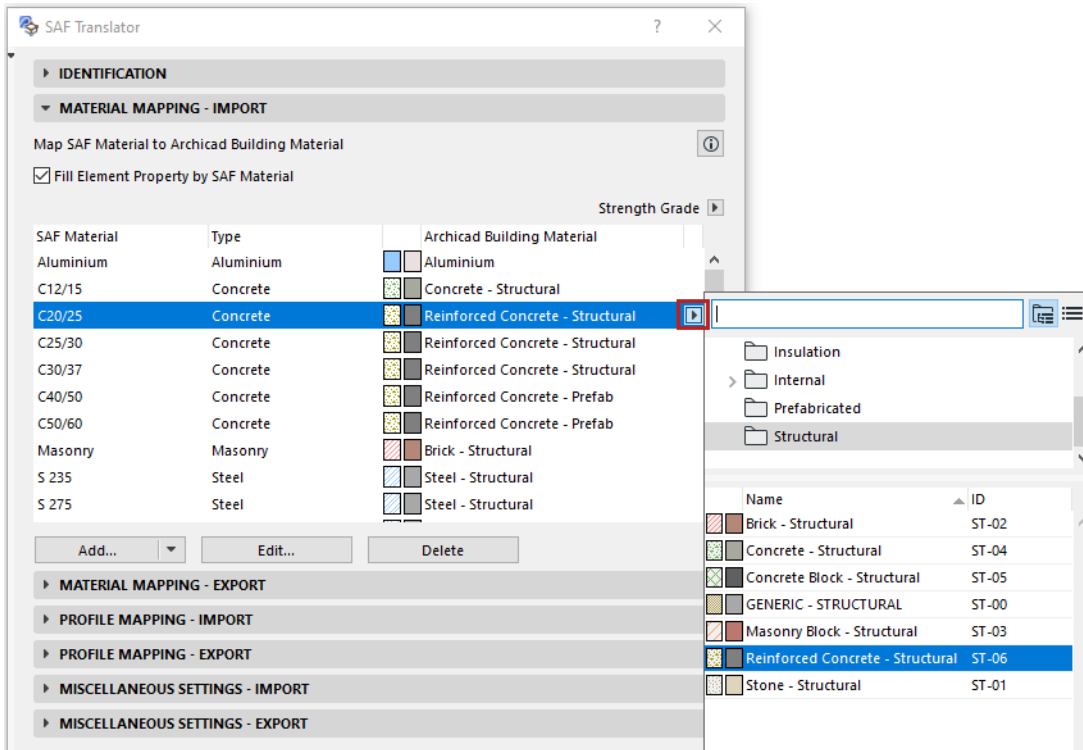 SAF Translator ? ×
IDENTIFICATION
MATERIAL MAPPING - IMPORT
Map SAF Material to Archicad Building Material
Fill Element Property by SAF Material
Strength Grade
SAF Material Type Archicad Building Material
Aluminium Aluminium Aluminium
C12/15 Concrete Concrete - Structural
C20/25 Concrete Reinforced Concrete - Structural
C25/30 Concrete Reinforced Concrete - Structural
C30/37 Concrete Reinforced Concrete - Structural
C40/50 Concrete Reinforced Concrete - Prefab
C50/60 Concrete Reinforced Concrete - Prefab
Masonry Masonry Brick - Structural
S 235 Steel Steel - Structural
S 275 Steel Steel - Structural
Add... Edit... Delete
MATERIAL MAPPING - EXPORT
PROFILE MAPPING - IMPORT
PROFILE MAPPING - EXPORT
MISCELLANEOUS SETTINGS - IMPORT
MISCELLANEOUS SETTINGS - EXPORT
Insulation
Internal
Prefabricated
Structural
Name ID
Brick - Structural ST-02
Concrete - Structural ST-04
Concrete Block - Structural ST-05
GENERIC - STRUCTURAL ST-00
Masonry Block - Structural ST-03
Reinforced Concrete - Structural ST-06
Stone - Structural ST-01